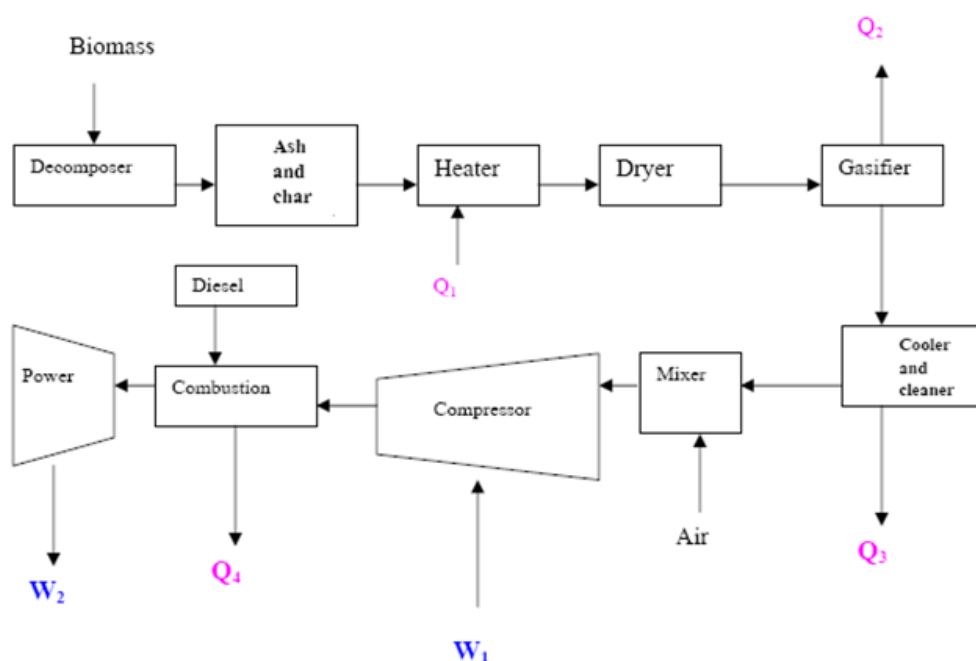 Biomass
Q₂
Decomposer
Ash
and
char
Heater
Dryer
Gasifier
Q₁
Diesel
Power
Combustion
Compressor
Mixer
Cooler
and
cleaner
Air
W₂
Q₄
Q₃
W₁